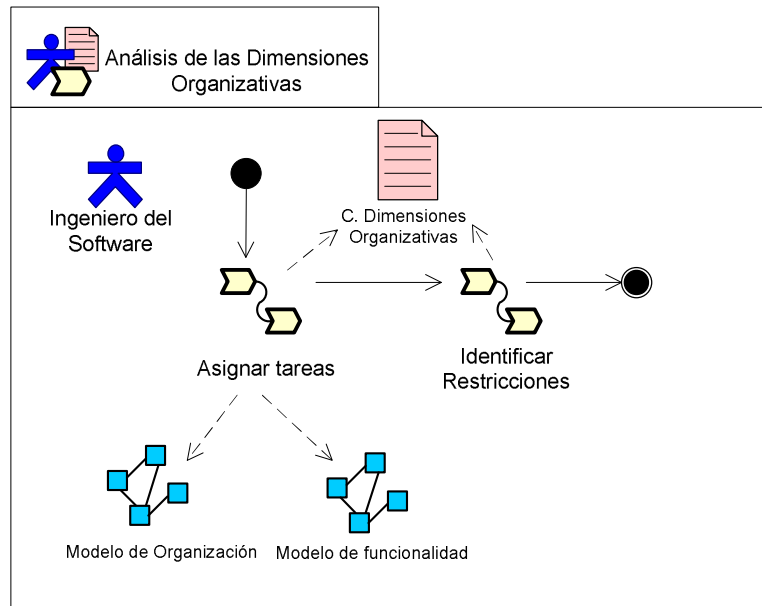 Análisis de las Dimensiones
Organizativas
Ingeniero del
Software
C. Dimensiones
Organizativas
Asignar tareas
Identificar
Restricciones
Modelo de Organización
Modelo de funcionalidad